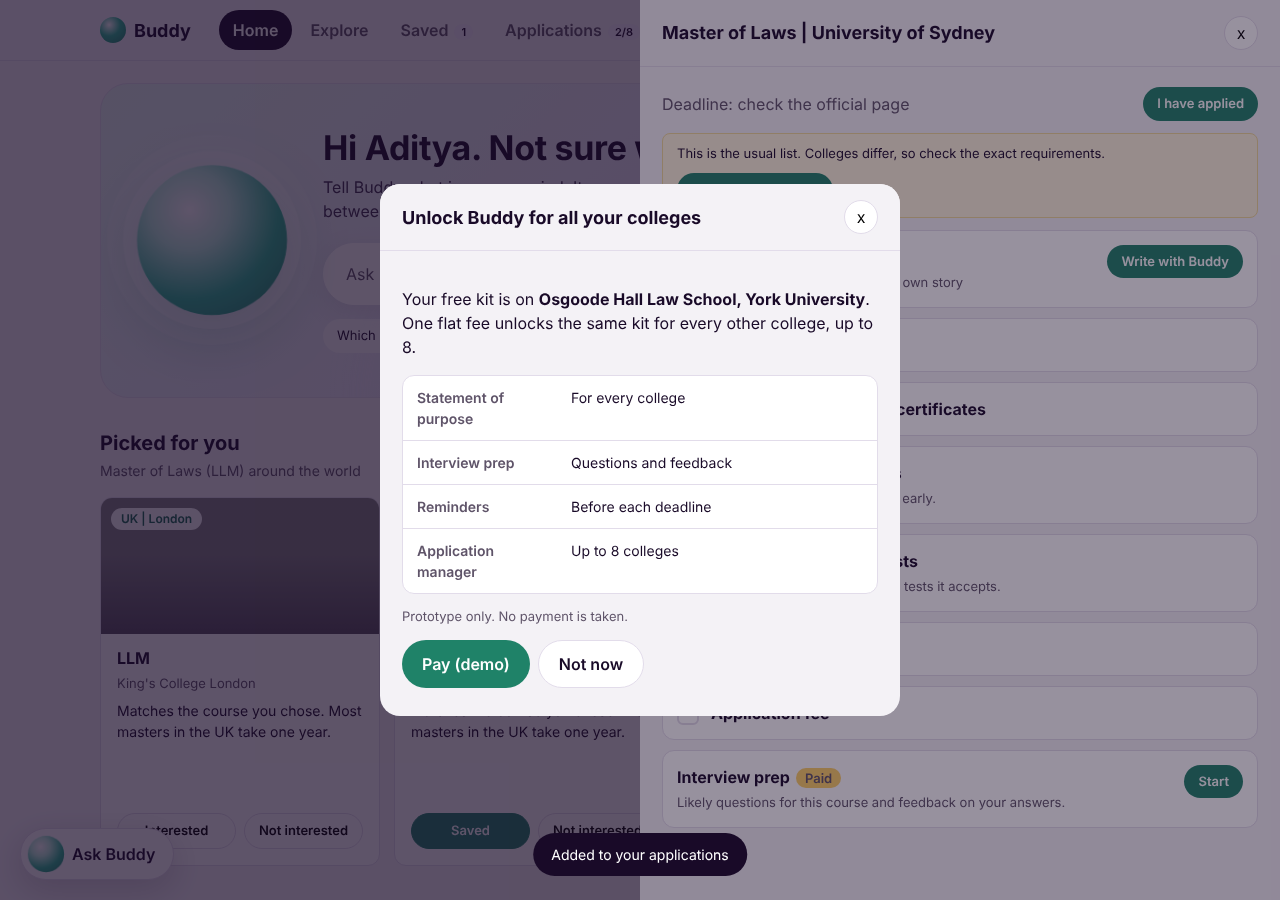 Buddy
Home
Explore
Saved 1
Applications 2/8
Master of Laws | University of Sydney
x
Hi Aditya. Not sure
Tell Buddy
between
Ask
Which
Deadline: check the official page
I have applied
This is the usual list. Colleges differ, so check the exact requirements.
Write with Buddy
own story
certificates
early.
tests it accepts.
Application fee
Interview prep Paid
Likely questions for this course and feedback on your answers.
Start
Unlock Buddy for all your colleges
x
Your free kit is on Osgoode Hall Law School, York University.
One flat fee unlocks the same kit for every other college, up to
8.
Statement of
purpose
For every college
Interview prep
Questions and feedback
Reminders
Before each deadline
Application
manager
Up to 8 colleges
Prototype only. No payment is taken.
Pay (demo)
Not now
Picked for you
Master of Laws (LLM) around the world
UK | London
LLM
King's College London
Matches the course you chose. Most
masters in the UK take one year.
Interested
Not interested
masters in the UK take one year.
Saved
Not interested
Ask Buddy
Added to your applications